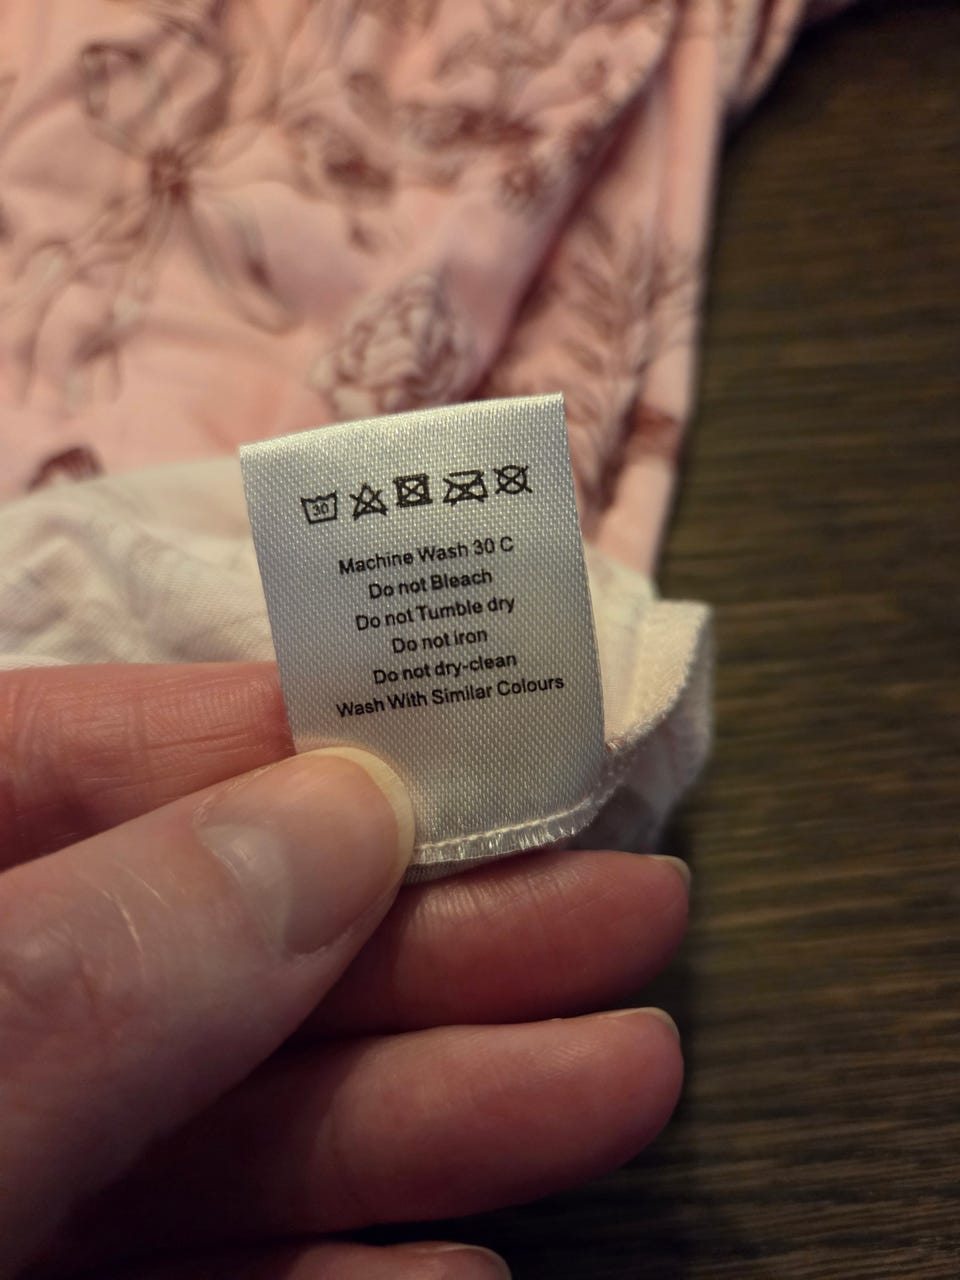 30
Machine Wash 30 C
Do not Bleach
Do not Tumble dry
Do not iron
Do not dry-clean
Wash With Similar Colours